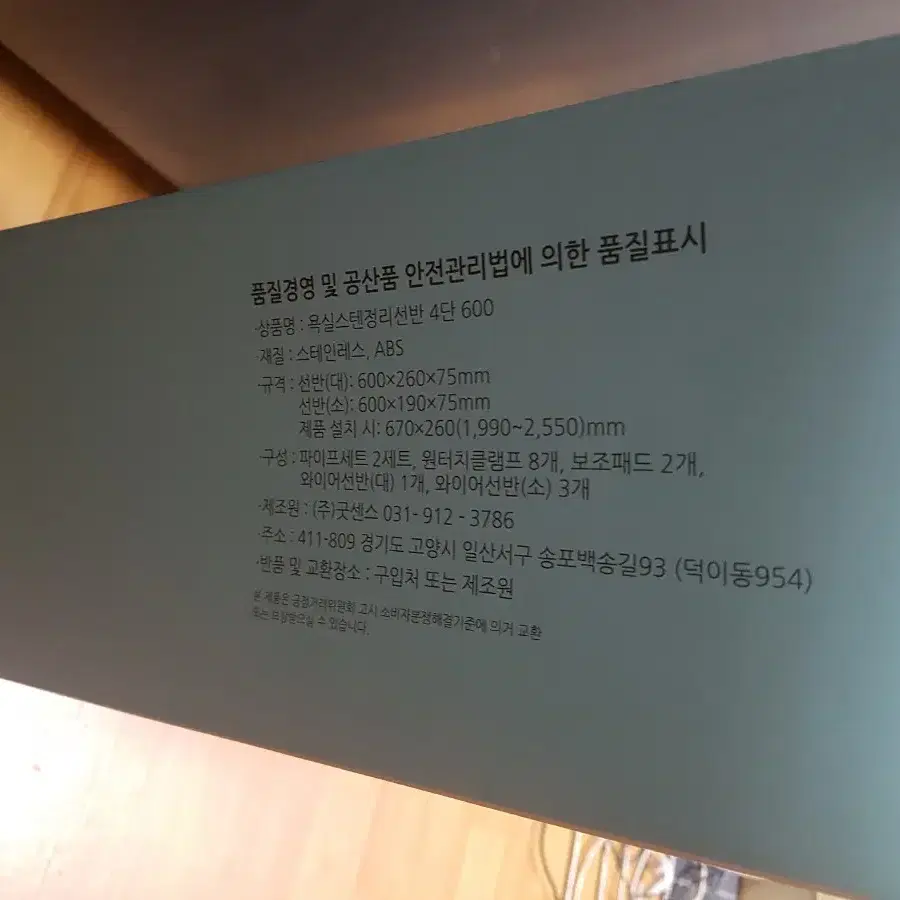 품질경영 및 공산품 안전관리법에 의한 품질표시
·상품명 : 욕실스텐정리선반 4단 600
·재질 : 스테인레스, ABS
·규격 : 선반(대): 600×260×75mm
선반(소): 600×190×75mm
제품 설치 시: 670×260(1,990~2,550)mm
·구성 : 파이프세트 2세트, 원터치클램프 8개, 보조패드 2개,
와이어선반(대) 1개, 와이어선반(소) 3개
·제조원 : (주)굿센스 031- 912 - 3786
·주소 : 411-809 경기도 고양시 일산서구 송포백송길93 (덕이동954)
·반품 및 교환장소 : 구입처 또는 제조원
본 제품은 공정거래위원회 고시 소비자분쟁해결기준에 의거 교환
또는 보상받으실 수 있습니다.